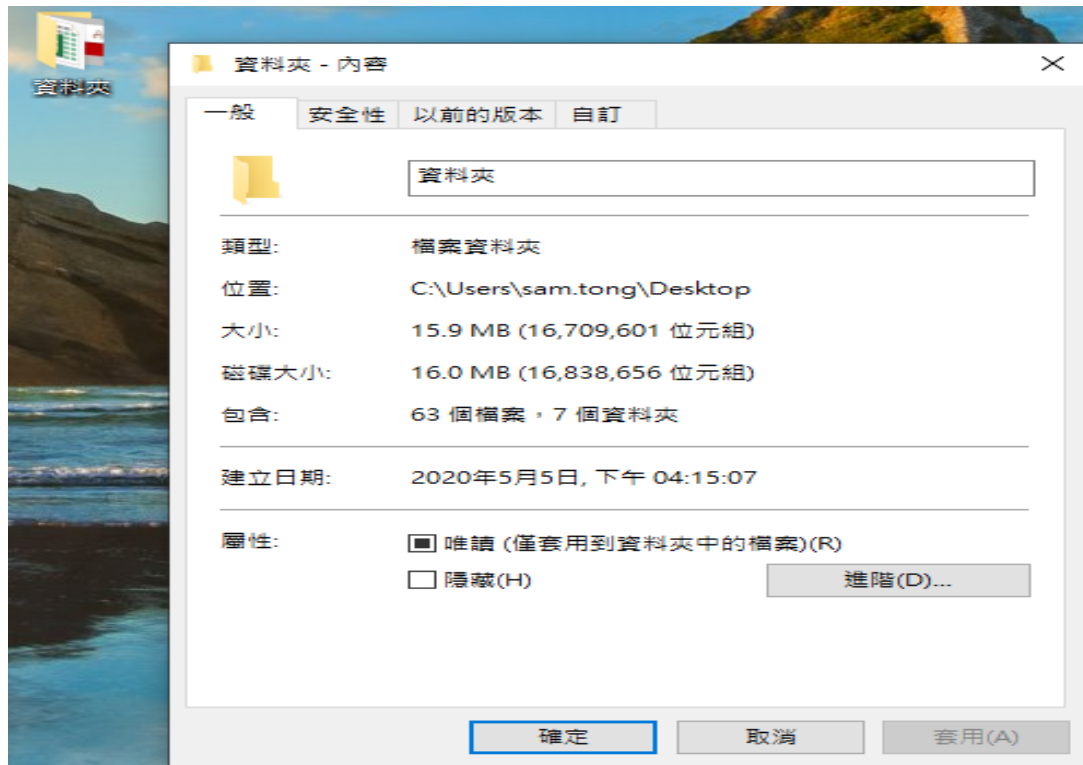 資料夾
資料夾 - 內容
一般 安全性 以前的版本 自訂
資料夾
類型: 檔案資料夾
位置: C:\Users\sam.tong\Desktop
大小: 15.9 MB (16,709,601 位元組)
磁碟大小: 16.0 MB (16,838,656 位元組)
包含: 63 個檔案，7 個資料夾
建立日期: 2020年5月5日, 下午 04:15:07
屬性: 唯讀 (僅套用到資料夾中的檔案)(R)
隱藏(H) 進階(D)...
確定 取消 套用(A)